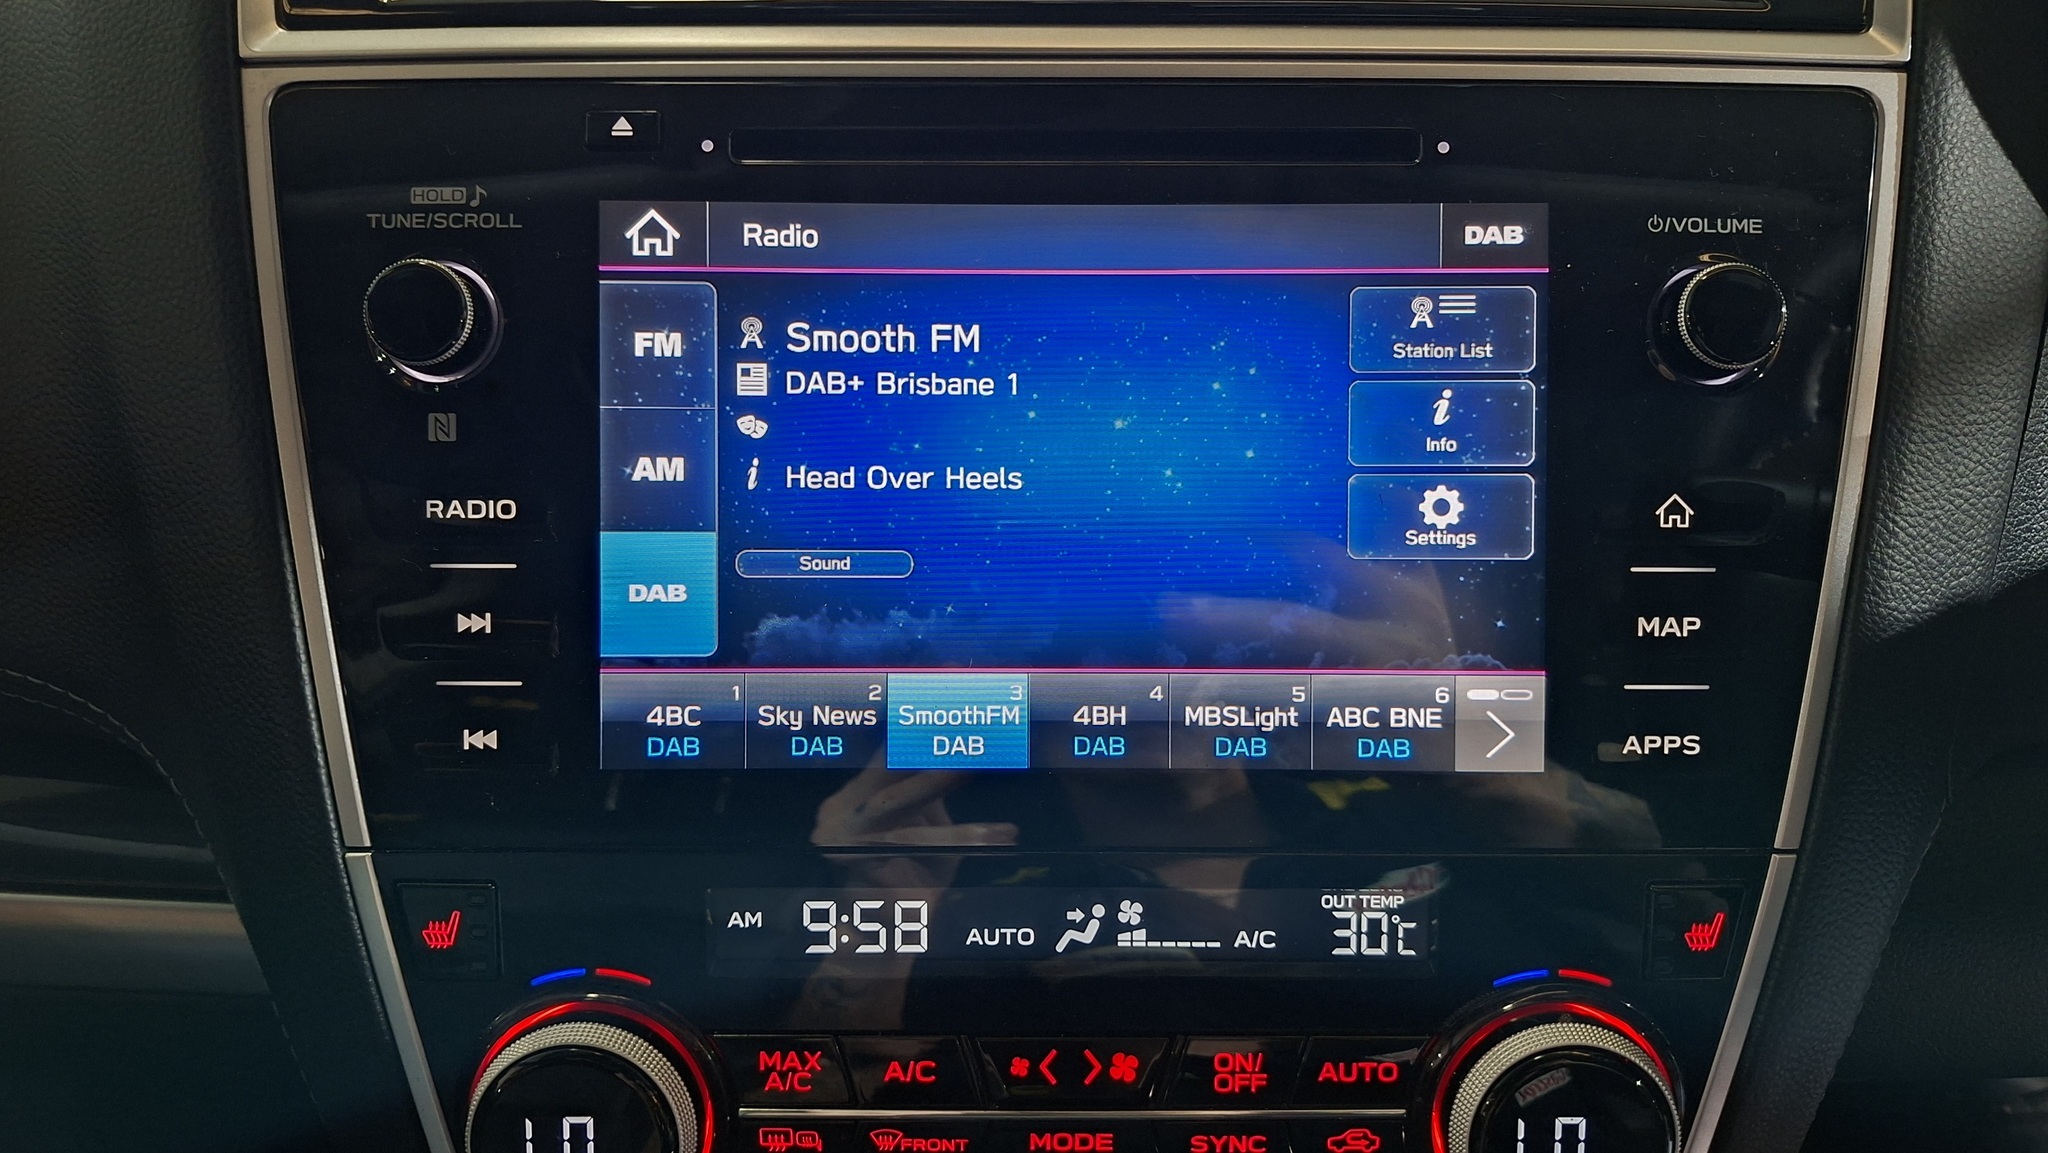 HOLD
TUNE/SCROLL
/VOLUME
Radio
DAB
FM
AM
DAB
Smooth FM
DAB+ Brisbane 1
Head Over Heels
Sound
Station List
Info
Settings
RADIO
MAP
APPS
1
4BC
DAB
2
Sky News
DAB
3
SmoothFM
DAB
4
4BH
DAB
5
MBSLight
DAB
6
ABC BNE
DAB
AM 9:58 AUTO A/C
OUT TEMP
30℃
MAX
A/C
A/C
ON/
OFF
AUTO
FRONT
MODE
SYNC
LO
LO